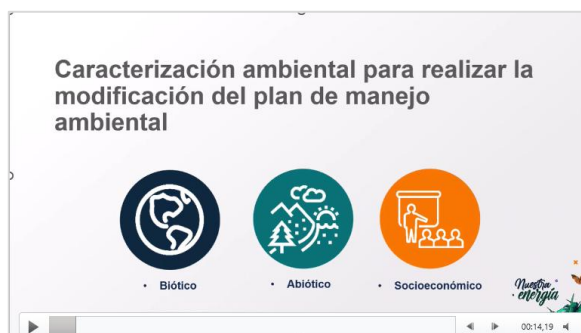 Caracterización ambiental para realizar la
modificación del plan de manejo
ambiental
• Biótico
• Abiótico
• Socioeconómico
Nuestra
energía
00:14,19